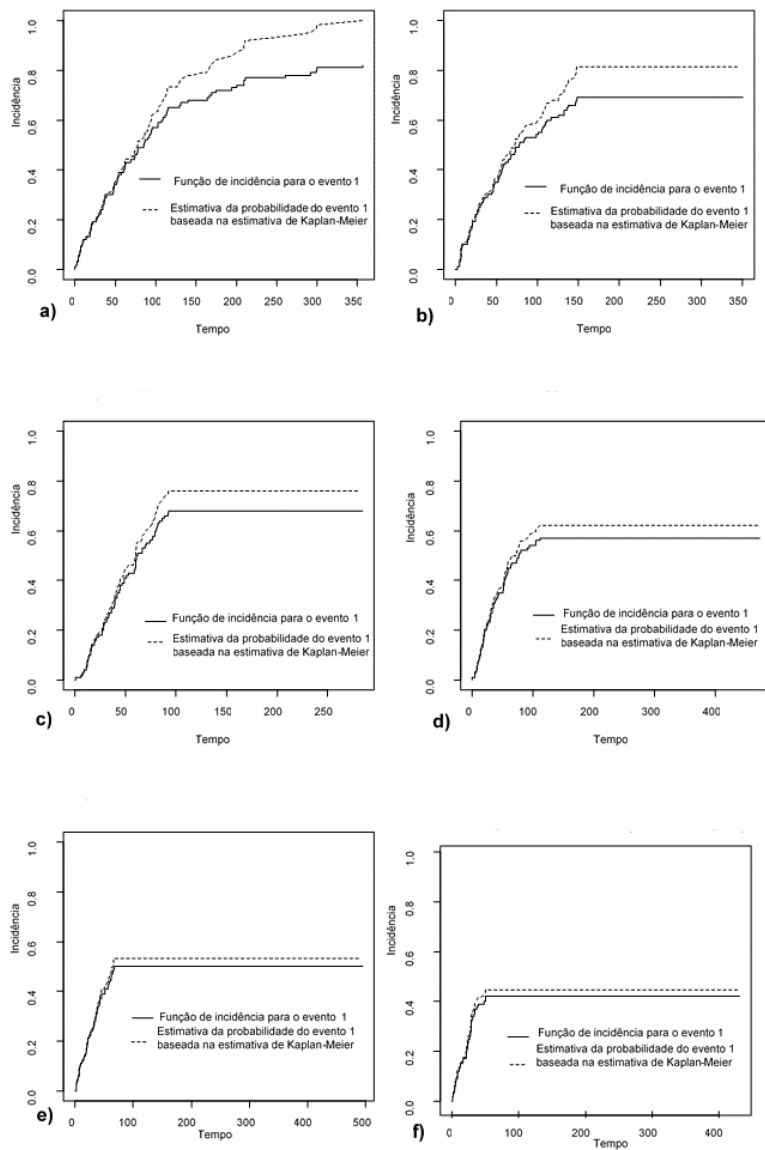 Incidência
0.0 0.2 0.4 0.6 0.8 1.0
Função de incidência para o evento 1
Estimativa da probabilidade do evento 1
baseada na estimativa de Kaplan-Meier
0 50 100 150 200 250 300 350
Tempo
a)
Incidência
0.0 0.2 0.4 0.6 0.8 1.0
Função de incidência para o evento 1
Estimativa da probabilidade do evento 1
baseada na estimativa de Kaplan-Meier
0 50 100 150 200 250 300 350
Tempo
b)
Incidência
0.0 0.2 0.4 0.6 0.8 1.0
Função de incidência para o evento 1
Estimativa da probabilidade do evento 1
baseada na estimativa de Kaplan-Meier
0 50 100 150 200 250
Tempo
c)
Incidência
0.0 0.2 0.4 0.6 0.8 1.0
Função de incidência para o evento 1
Estimativa da probabilidade do evento 1
baseada na estimativa de Kaplan-Meier
0 100 200 300 400
Tempo
d)
Incidência
0.0 0.2 0.4 0.6 0.8 1.0
Função de incidência para o evento 1
Estimativa da probabilidade do evento 1
baseada na estimativa de Kaplan-Meier
0 100 200 300 400 500
Tempo
e)
Incidência
0.0 0.2 0.4 0.6 0.8 1.0
Função de incidência para o evento 1
Estimativa da probabilidade do evento 1
baseada na estimativa de Kaplan-Meier
0 100 200 300 400
Tempo
f)